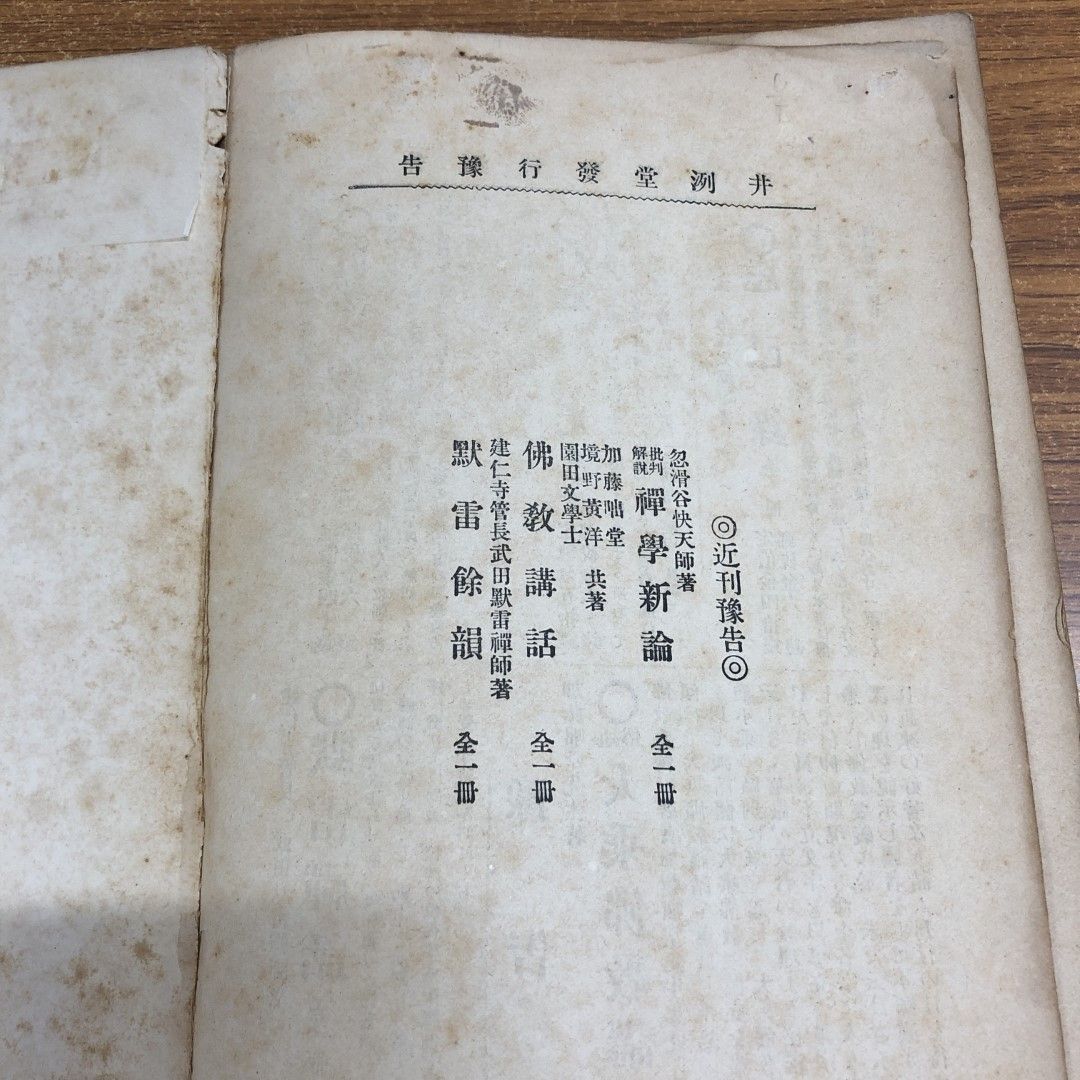 井洌堂發行豫告
◎近刊豫告◎
忽滑谷快天師著
批判解說 禪學新論 全一冊
加藤咄堂
境野黃洋 共著
園田文學士
佛敎講話 全一冊
建仁寺管長武田默雷禪師著
默雷餘韻 全一冊